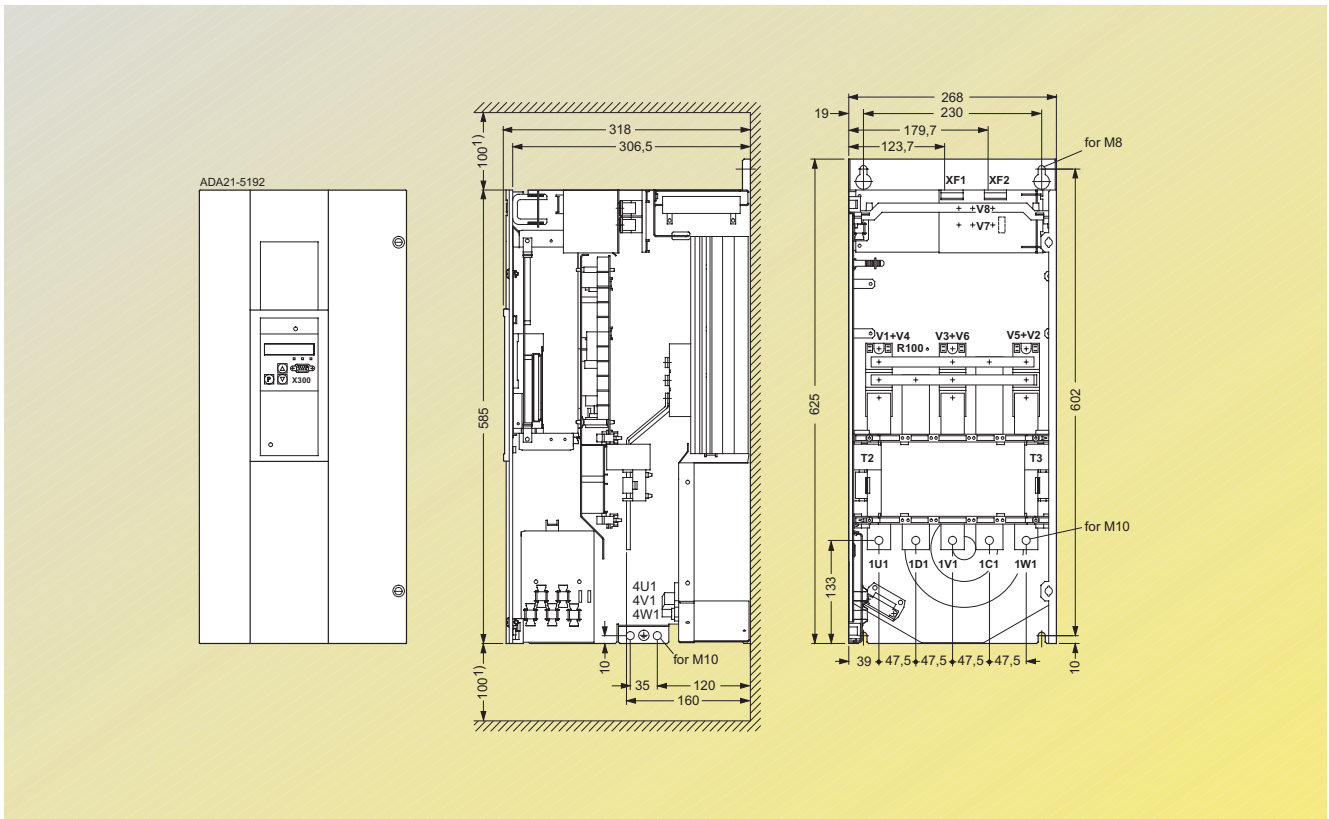 ADA21-5192
X300
P
318
306,5
100 1)
585
100 1)
4U1
4V1
4W1
for M10
10
35
120
160
268
19
230
179,7
123,7
for M8
XF1
XF2
+ +V8+
+ +V7+
V1+V4
V3+V6
V5+V2
R100
625
602
T2
T3
for M10
1U1
1D1
1V1
1C1
1W1
133
39
47,5
47,5
47,5
47,5
10